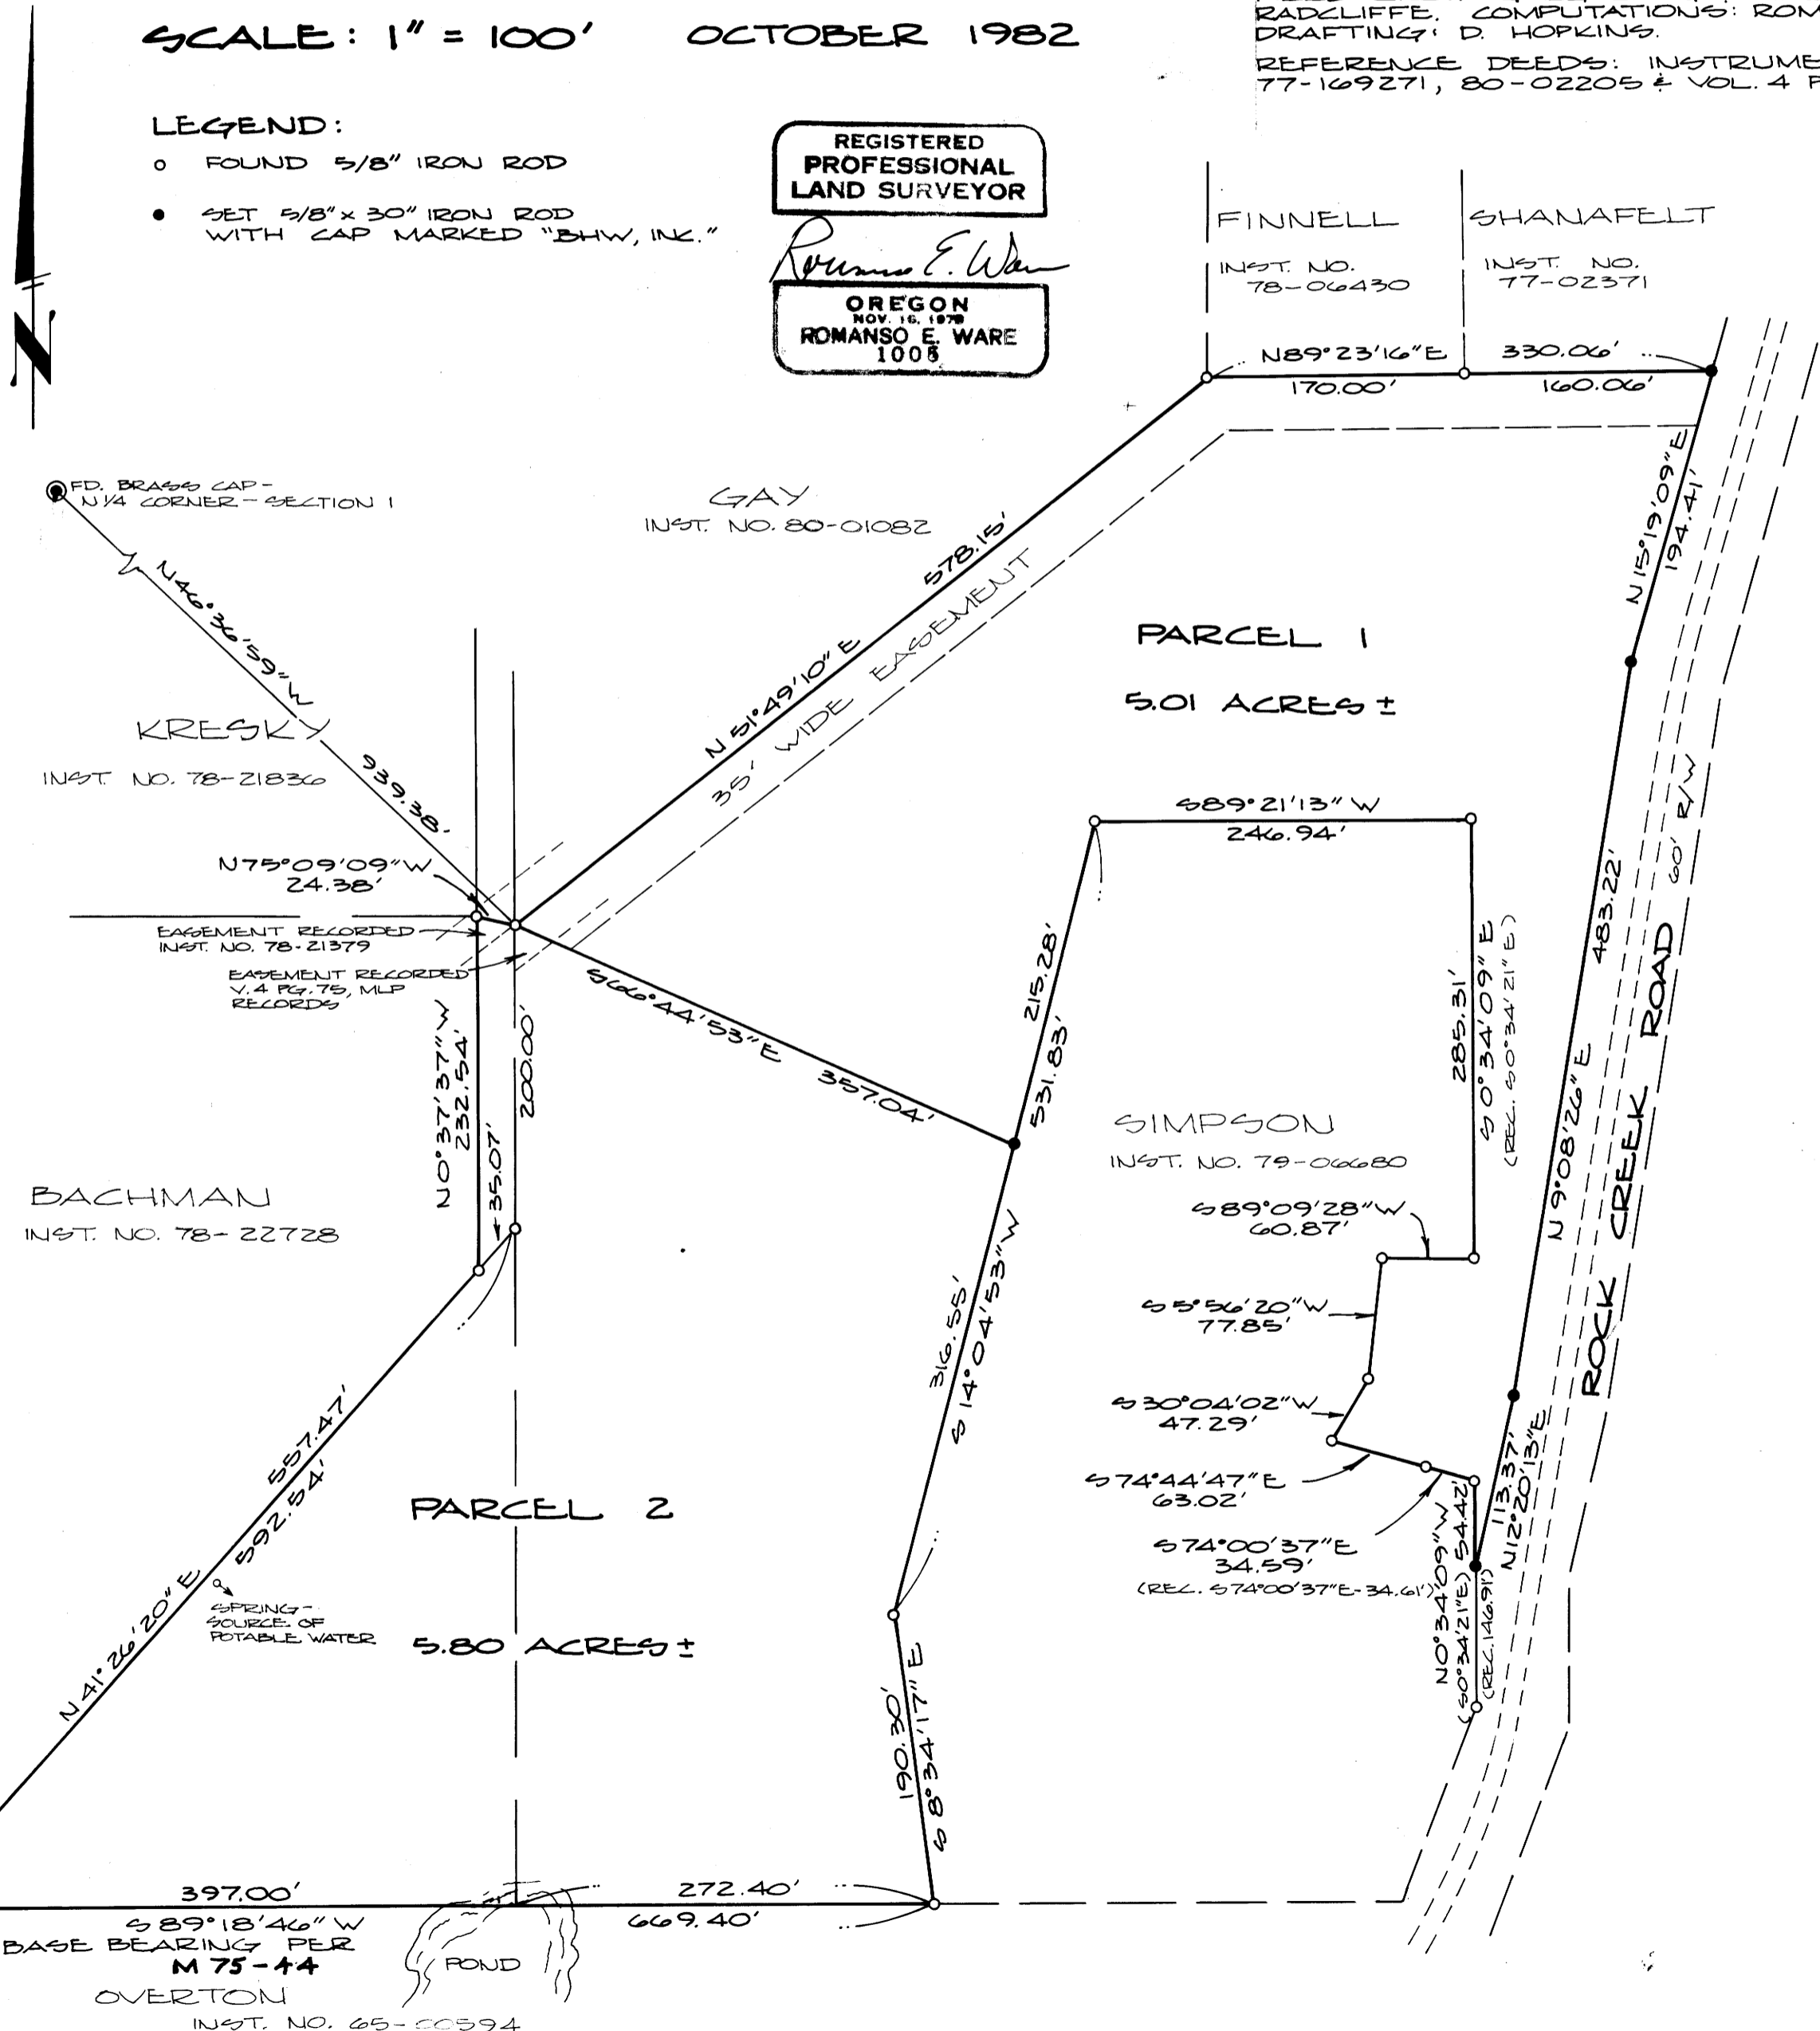 SCALE: 1" = 100' OCTOBER 1982
RADCLIFFE. COMPUTATIONS:
DRAFTING: D. HOPKINS.
REFERENCE DEEDS:
77-169271, 80-02205 & VOL. 4
LEGEND:
FOUND 5/8" IRON ROD
SET 5/8" x 30" IRON ROD
WITH CAP MARKED "BHW, INC."
REGISTERED
PROFESSIONAL
LAND SURVEYOR
Romanso E. Ware
OREGON
NOV. 16, 1979
ROMANSO E. WARE
N
FINNELL
INST. NO.
78-06430
SHANAFELT
INST. NO.
77-02371
N89°23'16"E 330.06'
170.00' 160.06'
FD. BRASS CAP-
N 1/4 CORNER - SECTION 1
GAY
INST. NO. 80-01082
578.15'
N 51°49'10" E
35' WIDE EASEMENT
N 15°19'09" E
194.41'
PARCEL 1
5.01 ACRES ±
N46°36'59"W
939.38'
KRESKY
INST. NO. 78-21836
N75°09'09"W
24.38'
EASEMENT RECORDED
INST. NO. 78-21379
EASEMENT RECORDED
V.4 PG.75, MLP
RECORDS
S89°21'13" W
246.94'
60' R/W
483.22'
N 9°08'26" E
ROCK CREEK ROAD
S66°44'53"E 357.04'
215.28'
531.83'
285.31'
S 0°34'09" E
(REC. S0°34'21"E)
N0°37'37"W
232.54'
200.00'
35.07'
SIMPSON
INST. NO. 79-06680
BACHMAN
INST. NO. 78-22728
S89°09'28"W
60.87'
S 5°56'20"W
77.85'
S30°04'02"W
47.29'
S74°44'47"E
63.02'
S74°00'37"E
34.59'
(REC. S74°00'37"E-34.61')
316.55'
S 14°04'53" W
557.47'
592.54'
N 41°26'20" E
PARCEL 2
5.80 ACRES ±
SPRING-
SOURCE OF
POTABLE WATER
113.37'
N12°20'13"E
N0°34'09"W 54.42'
(S0°34'21"E)
(REC. 146.91')
190.30'
S 8°34'17" E
397.00' 272.40'
S 89°18'46" W 669.40'
BASE BEARING PER
M 75-44
POND
OVERTON
INST. NO. 65-00594